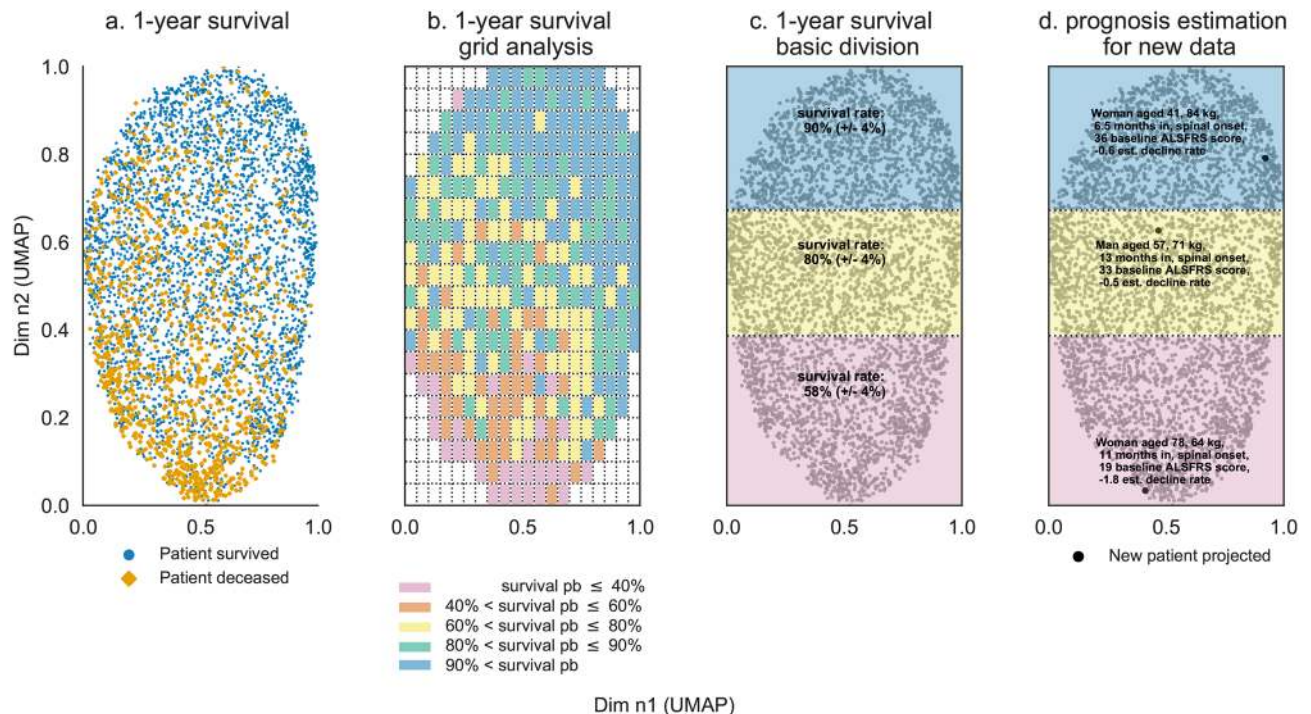 a. 1-year survival
b. 1-year survival
grid analysis
c. 1-year survival
basic division
d. prognosis estimation
for new data
Dim n2 (UMAP)
1.0
0.8
0.6
0.4
0.2
0.0
0.0
0.5
1.0
Patient survived
Patient deceased
0.0
0.5
1.0
survival pb ≤ 40%
40% < survival pb ≤ 60%
60% < survival pb ≤ 80%
80% < survival pb ≤ 90%
90% < survival pb
survival rate:
90% (+/- 4%)
survival rate:
80% (+/- 4%)
survival rate:
58% (+/- 4%)
0.0
0.5
1.0
Woman aged 41, 84 kg,
6.5 months in, spinal onset,
36 baseline ALSFRS score,
-0.6 est. decline rate
Man aged 57, 71 kg,
13 months in, spinal onset,
33 baseline ALSFRS score,
-0.5 est. decline rate
Woman aged 78, 64 kg,
11 months in, spinal onset,
19 baseline ALSFRS score,
-1.8 est. decline rate
0.0
0.5
1.0
New patient projected
Dim n1 (UMAP)